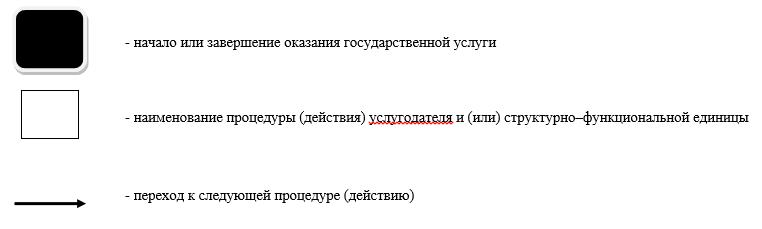 - начало или завершение оказания государственной услуги
- наименование процедуры (действия) услугодателя и (или) структурно–функциональной единицы
- переход к следующей процедуре (действию)